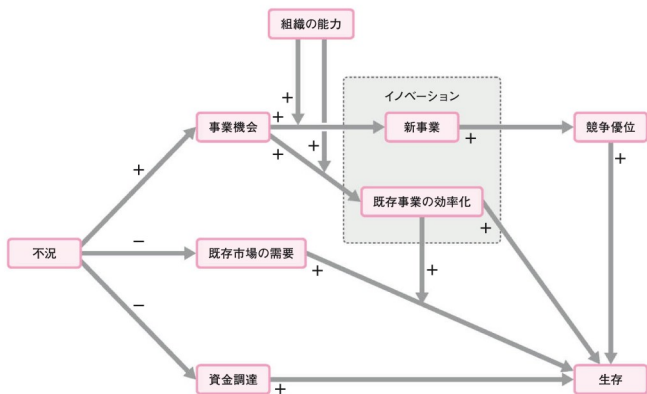 組織の能力
イノベーション
+
事業機会
+
新事業
+
競争優位
+
+
+
+
既存事業の効率化
+
不況
−
既存市場の需要
+
+
−
資金調達
+
生存